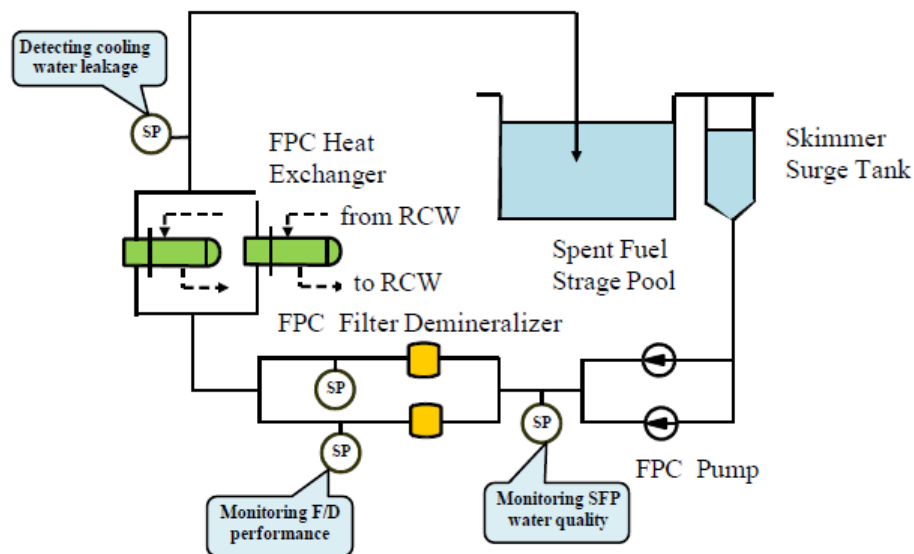 Detecting cooling
water leakage
SP
FPC Heat
Exchanger
from RCW
to RCW
Skimmer
Surge Tank
Spent Fuel
Strage Pool
FPC Filter Demineralizer
SP
SP
SP
FPC Pump
Monitoring F/D
performance
Monitoring SFP
water quality